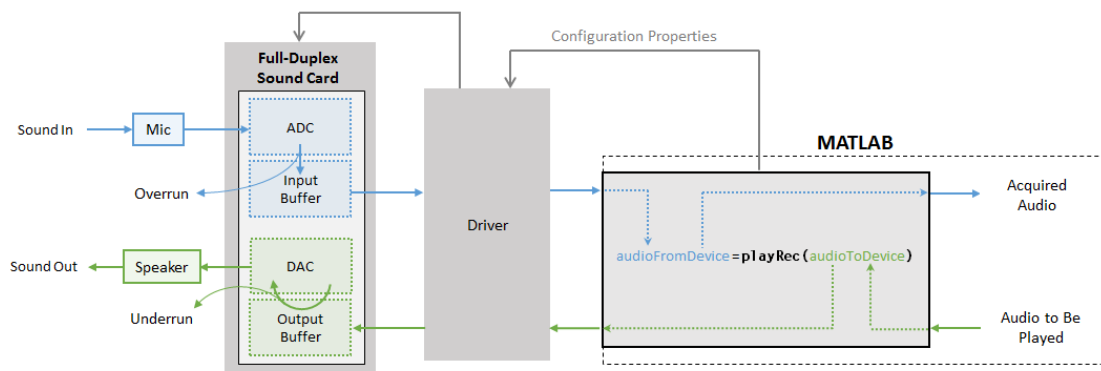 Configuration Properties
Full-Duplex
Sound Card
Sound In
Mic
ADC
Overrun
Input
Buffer
Driver
MATLAB
Acquired
Audio
audioFromDevice=playRec(audioToDevice)
Sound Out
Speaker
DAC
Underrun
Output
Buffer
Audio to Be
Played